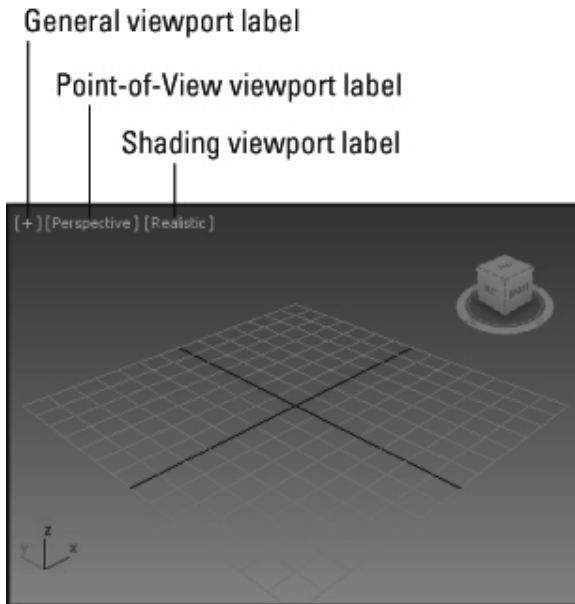 General viewport label
Point-of-View viewport label
Shading viewport label
[+] [Perspective] [Realistic]
z
y x